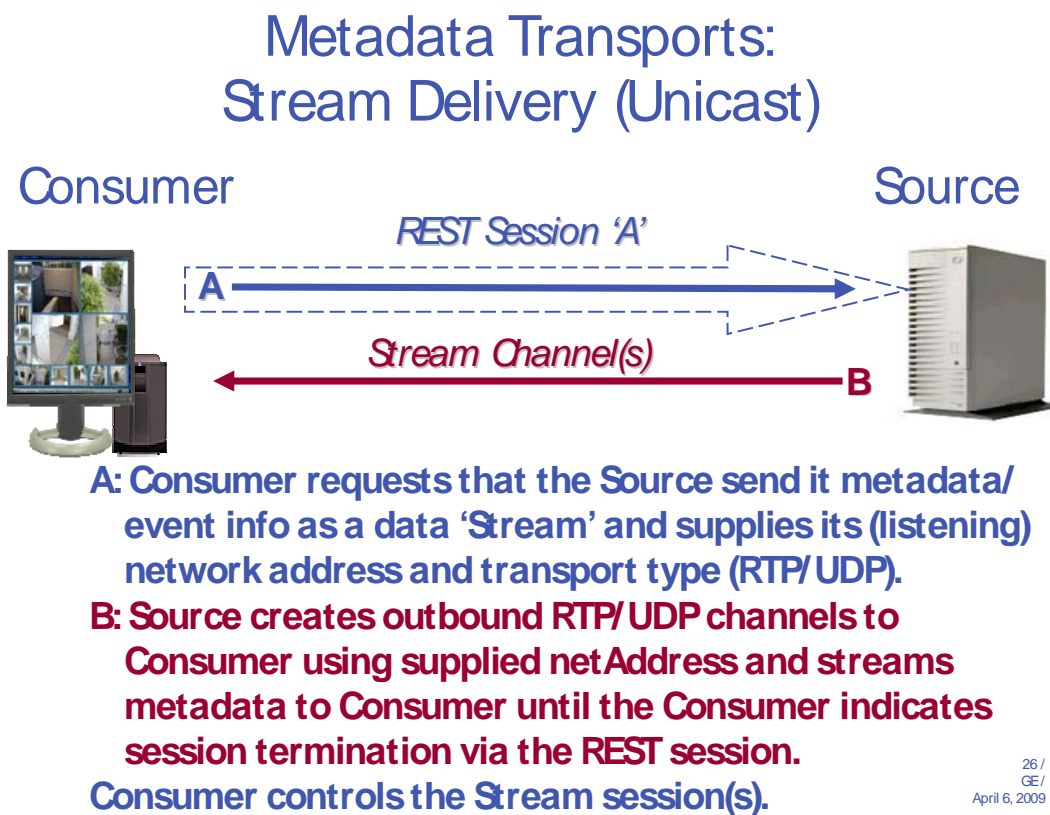 Metadata Transports:
Stream Delivery (Unicast)
Consumer
Source
REST Session ‘A’
A
Stream Channel(s)
B
A: Consumer requests that the Source send it metadata/
event info as a data ‘Stream’ and supplies its (listening)
network address and transport type (RTP/UDP).
B: Source creates outbound RTP/UDP channels to
Consumer using supplied netAddress and streams
metadata to Consumer until the Consumer indicates
session termination via the REST session.
Consumer controls the Stream session(s).
26 /
GE /
April 6, 2009